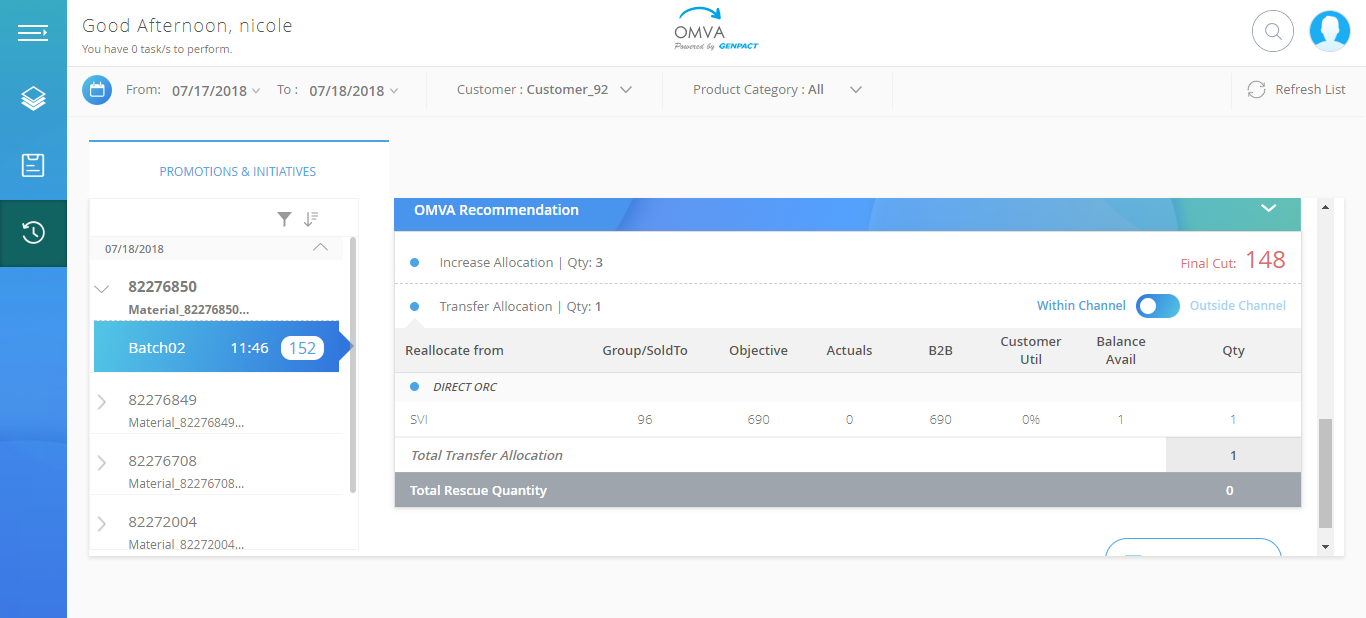 Good Afternoon, nicole
You have 0 task/s to perform.
OMVA
Powered by GENPACT
From: 07/17/2018 To : 07/18/2018
Customer : Customer_92
Product Category : All
Refresh List
PROMOTIONS & INITIATIVES
07/18/2018
82276850
Material_82276850...
Batch02 11:46 152
82276849
Material_82276849...
82276708
Material_82276708...
82272004
Material_82272004...
OMVA Recommendation
Increase Allocation | Qty: 3
Final Cut: 148
Transfer Allocation | Qty: 1
Within Channel Outside Channel
Reallocate from Group/SoldTo Objective Actuals B2B Customer Util Balance Avail Qty
DIRECT ORC
SVI 96 690 0 690 0% 1 1
Total Transfer Allocation 1
Total Rescue Quantity 0